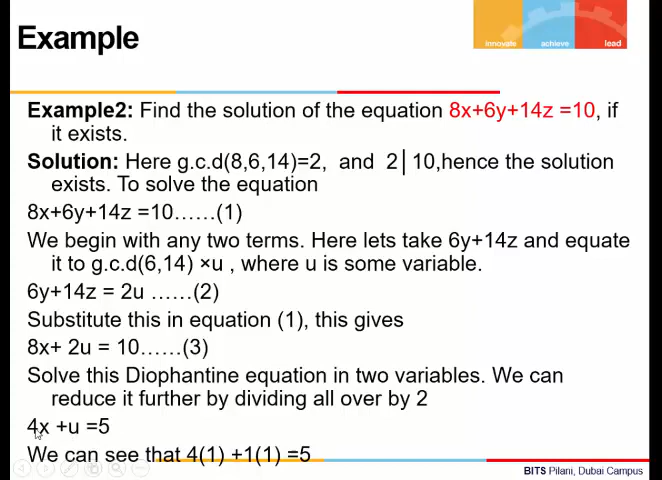 Example
innovate achieve lead
Example2: Find the solution of the equation 8x+6y+14z =10, if
it exists.
Solution: Here g.c.d(8,6,14)=2, and 2│10,hence the solution
exists. To solve the equation
8x+6y+14z =10......(1)
We begin with any two terms. Here lets take 6y+14z and equate
it to g.c.d(6,14) ×u , where u is some variable.
6y+14z = 2u ......(2)
Substitute this in equation (1), this gives
8x+ 2u = 10......(3)
Solve this Diophantine equation in two variables. We can
reduce it further by dividing all over by 2
4x +u =5
We can see that 4(1) +1(1) =5
BITS Pilani, Dubai Campus